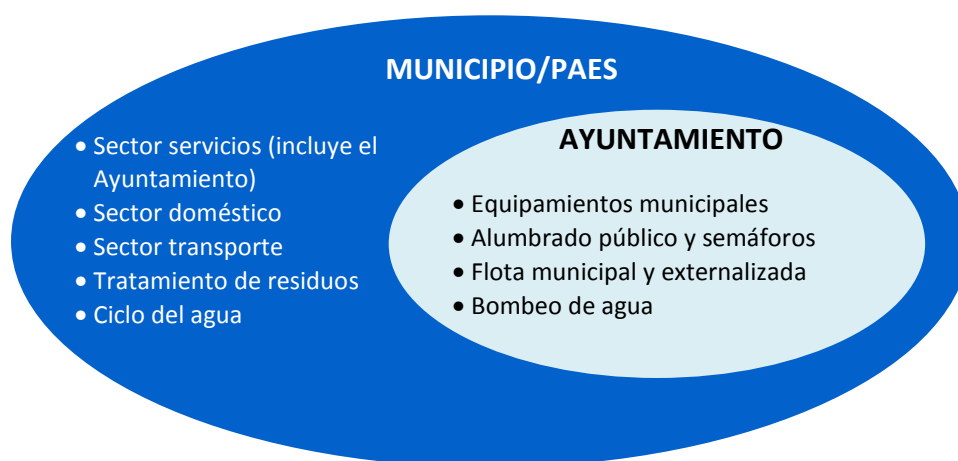 MUNICIPIO/PAES
• Sector servicios (incluye el
Ayuntamiento)
• Sector doméstico
• Sector transporte
• Tratamiento de residuos
• Ciclo del agua
AYUNTAMIENTO
• Equipamientos municipales
• Alumbrado público y semáforos
• Flota municipal y externalizada
• Bombeo de agua